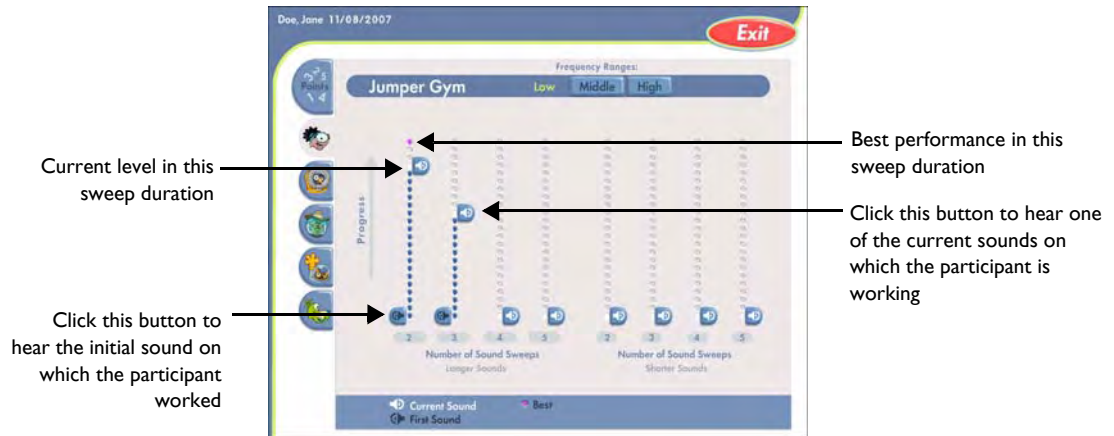 Doe, Jane 11/08/2007
Exit
Points
Frequency Ranges:
Jumper Gym
Low
Middle
High
Progress
2
3
4
5
2
3
4
5
Number of Sound Sweeps
Longer Sounds
Number of Sound Sweeps
Shorter Sounds
Current Sound
Best
First Sound
Current level in this
sweep duration
Click this button to
hear the initial sound on
which the participant
worked
Best performance in this
sweep duration
Click this button to hear one
of the current sounds on
which the participant is
working